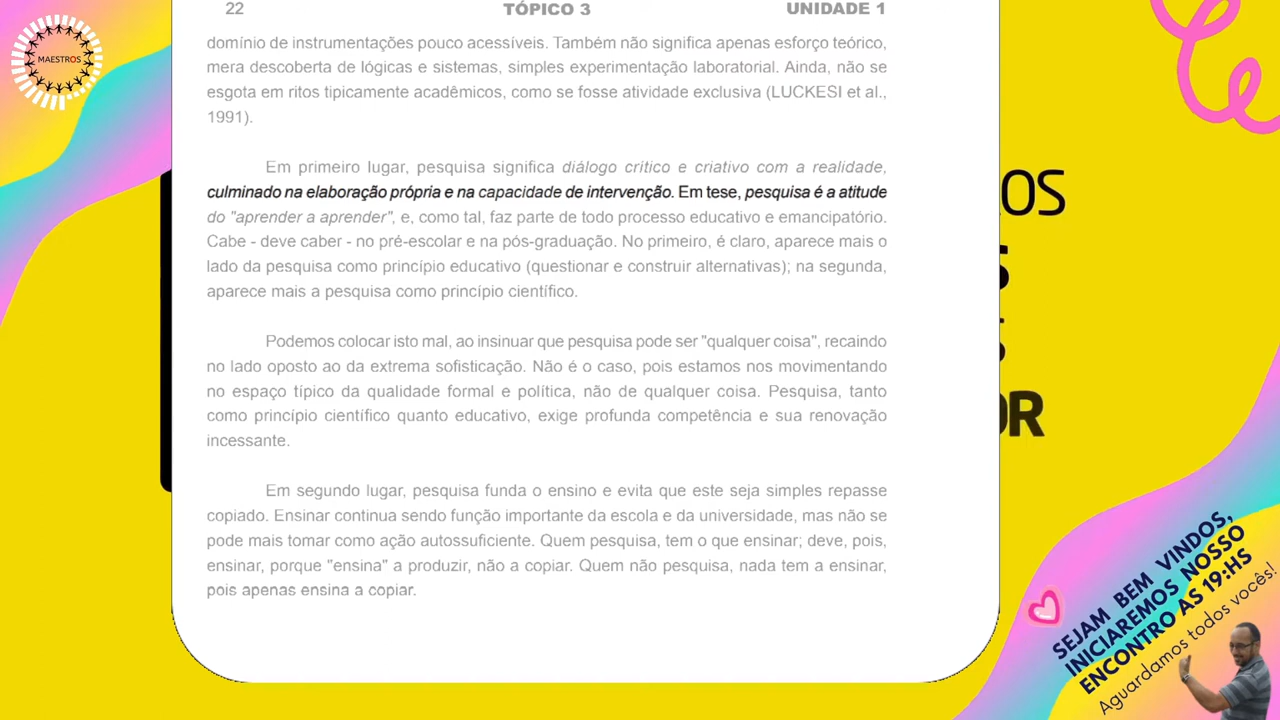 MAESTROS
22 TÓPICO 3 UNIDADE 1
domínio de instrumentações pouco acessíveis. Também não significa apenas esforço teórico,
mera descoberta de lógicas e sistemas, simples experimentação laboratorial. Ainda, não se
esgota em ritos tipicamente acadêmicos, como se fosse atividade exclusiva (LUCKESI et al.,
1991).
Em primeiro lugar, pesquisa significa diálogo crítico e criativo com a realidade,
culminado na elaboração própria e na capacidade de intervenção. Em tese, pesquisa é a atitude
do "aprender a aprender", e, como tal, faz parte de todo processo educativo e emancipatório.
Cabe - deve caber - no pré-escolar e na pós-graduação. No primeiro, é claro, aparece mais o
lado da pesquisa como princípio educativo (questionar e construir alternativas); na segunda,
aparece mais a pesquisa como princípio científico.
Podemos colocar isto mal, ao insinuar que pesquisa pode ser "qualquer coisa", recaindo
no lado oposto ao da extrema sofisticação. Não é o caso, pois estamos nos movimentando
no espaço típico da qualidade formal e política, não de qualquer coisa. Pesquisa, tanto
como princípio científico quanto educativo, exige profunda competência e sua renovação
incessante.
Em segundo lugar, pesquisa funda o ensino e evita que este seja simples repasse
copiado. Ensinar continua sendo função importante da escola e da universidade, mas não se
pode mais tomar como ação autossuficiente. Quem pesquisa, tem o que ensinar; deve, pois,
ensinar, porque "ensina" a produzir, não a copiar. Quem não pesquisa, nada tem a ensinar,
pois apenas ensina a copiar.
OS
S
S
OR
SEJAM BEM VINDOS,
INICIAREMOS NOSSO
ENCONTRO AS 19:HS
Aguardamos todos vocês!